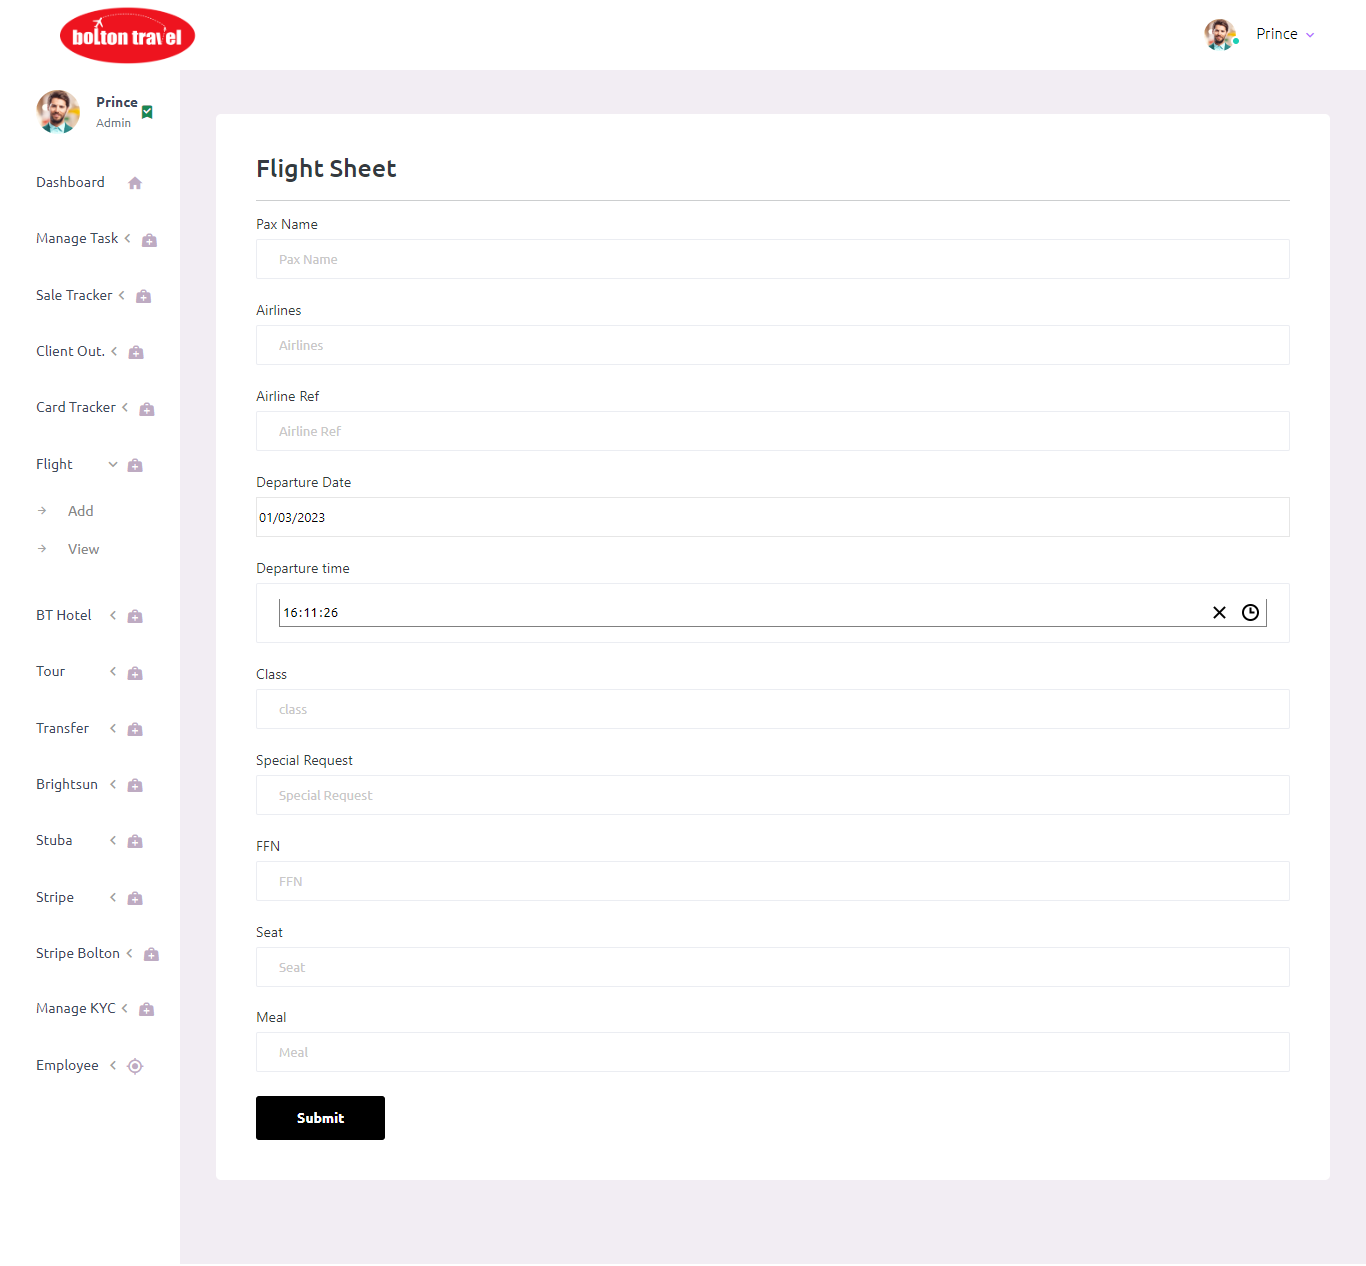 bolton travel
Prince
Prince
Admin
Dashboard
Manage Task
Sale Tracker
Client Out.
Card Tracker
Flight
Add
View
BT Hotel
Tour
Transfer
Brightsun
Stuba
Stripe
Stripe Bolton
Manage KYC
Employee
Flight Sheet
Pax Name
Pax Name
Airlines
Airlines
Airline Ref
Airline Ref
Departure Date
01/03/2023
Departure time
16:11:26
Class
class
Special Request
Special Request
FFN
FFN
Seat
Seat
Meal
Meal
Submit